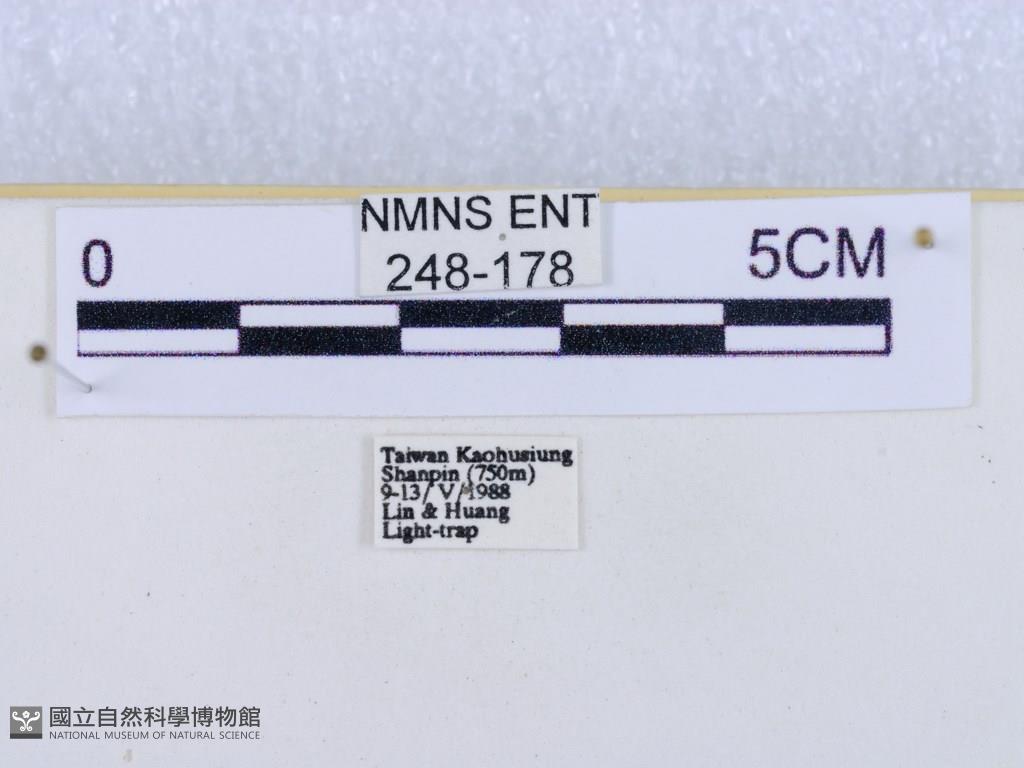 NMNS ENT
248-178
0
5CM
Taiwan Kaohusiung
Shanpin (750m)
9-13/V/1988
Lin & Huang
Light-trap
國立自然科學博物館
NATIONAL MUSEUM OF NATURAL SCIENCE